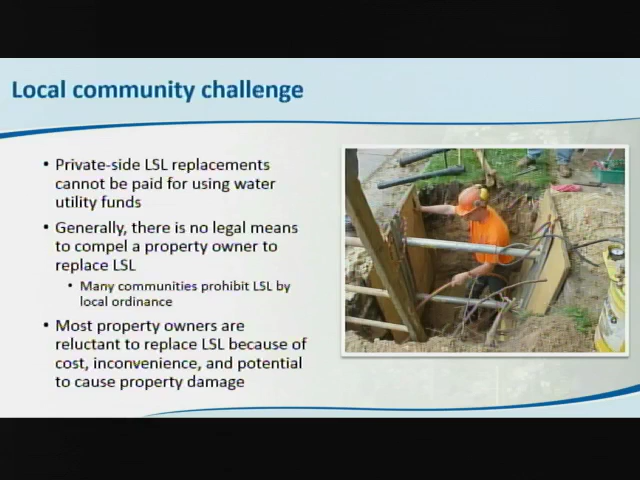 Local community challenge
• Private-side LSL replacements
cannot be paid for using water
utility funds
• Generally, there is no legal means
to compel a property owner to
replace LSL
• Many communities prohibit LSL by
local ordinance
• Most property owners are
reluctant to replace LSL because of
cost, inconvenience, and potential
to cause property damage